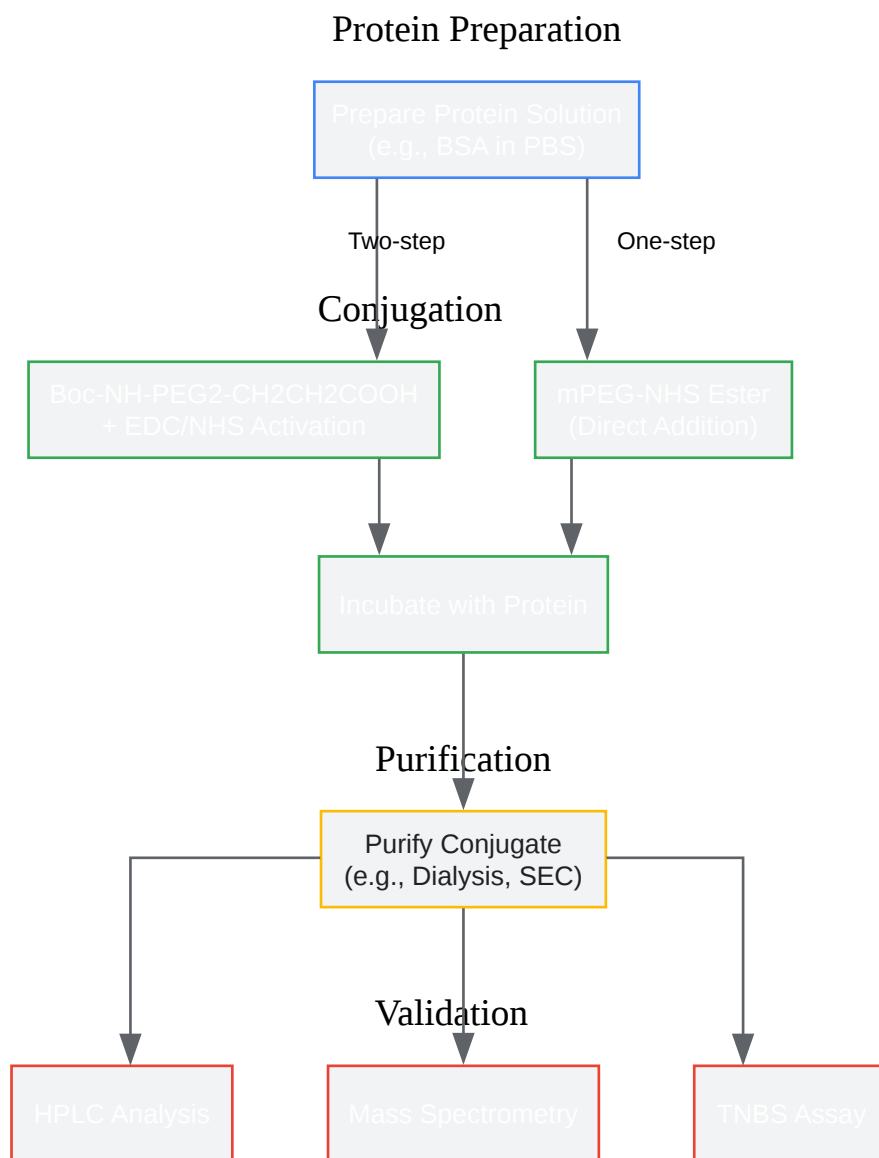 Protein Preparation
Prepare Protein Solution
(e.g., BSA in PBS)
Two-step
One-step
Conjugation
Boc-NH-PEG2-CH2CH2COOH
+ EDC/NHS Activation
mPEG-NHS Ester
(Direct Addition)
Incubate with Protein
Purification
Purify Conjugate
(e.g., Dialysis, SEC)
Validation
HPLC Analysis
Mass Spectrometry
TNBS Assay